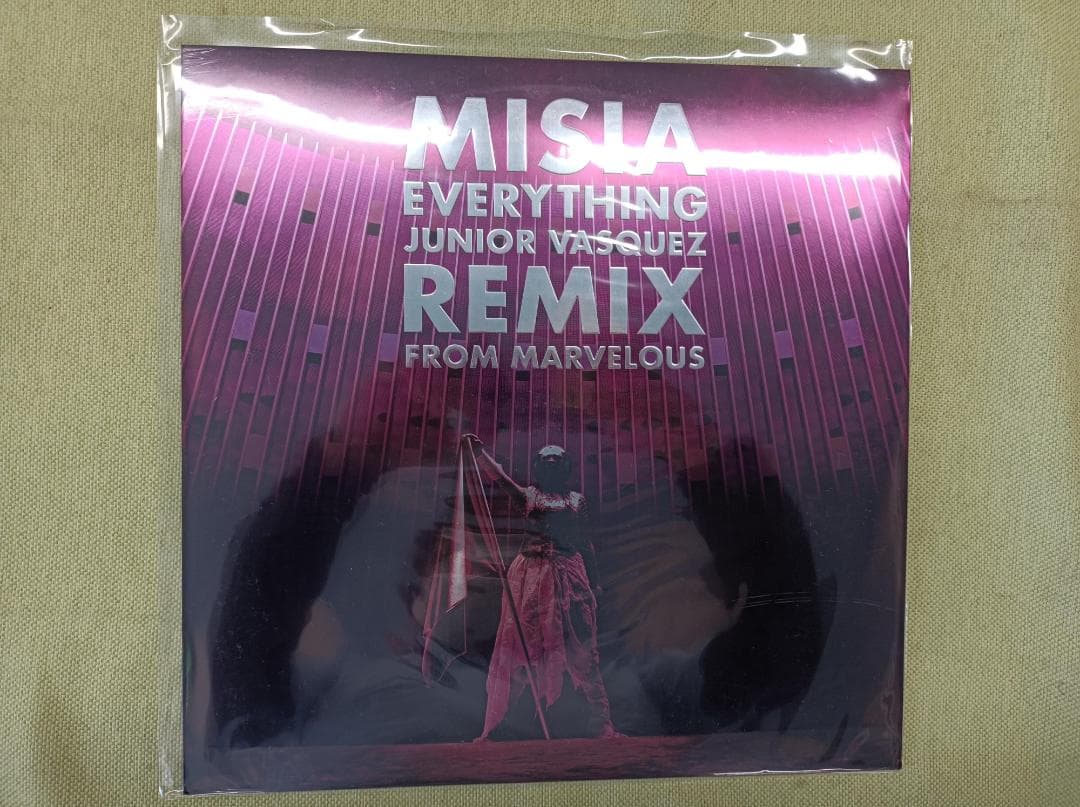 MISIA
EVERYTHING
JUNIOR VASQUEZ
REMIX
FROM MARVELOUS